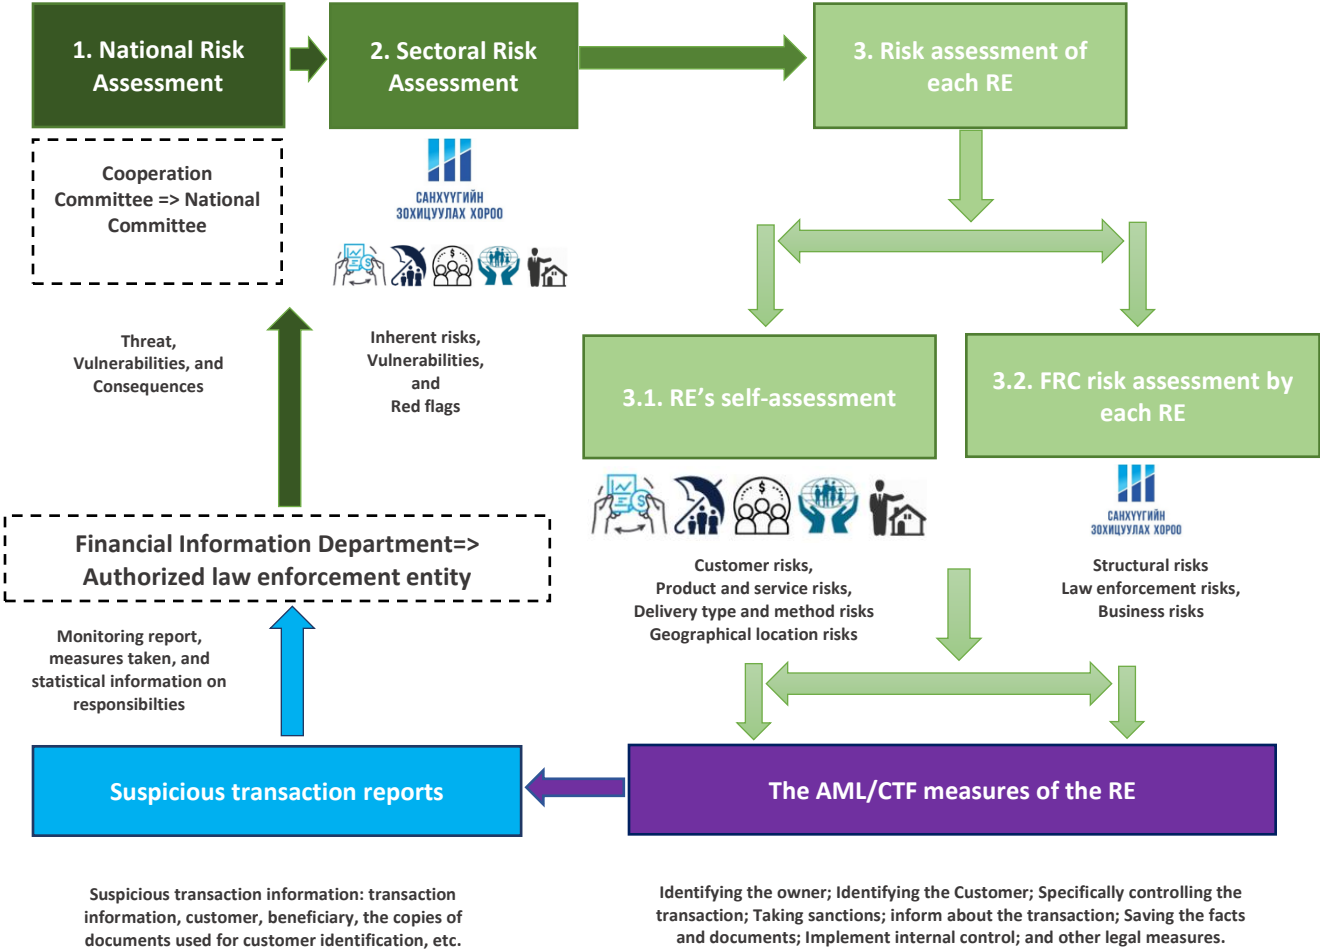 1. National Risk
Assessment
2. Sectoral Risk
Assessment
3. Risk assessment of
each RE
Cooperation
Committee => National
Committee
САНХҮҮГИЙН
ЗОХИЦУУЛАХ ХОРОО
Threat,
Vulnerabilities, and
Consequences
Inherent risks,
Vulnerabilities,
and
Red flags
3.1. RE’s self-assessment
3.2. FRC risk assessment by
each RE
САНХҮҮГИЙН
ЗОХИЦУУЛАХ ХОРОО
Financial Information Department=>
Authorized law enforcement entity
Customer risks,
Product and service risks,
Delivery type and method risks
Geographical location risks
Structural risks
Law enforcement risks,
Business risks
Monitoring report,
measures taken, and
statistical information on
responsibilties
Suspicious transaction reports
The AML/CTF measures of the RE
Suspicious transaction information: transaction
information, customer, beneficiary, the copies of
documents used for customer identification, etc.
Identifying the owner; Identifying the Customer; Specifically controlling the
transaction; Taking sanctions; inform about the transaction; Saving the facts
and documents; Implement internal control; and other legal measures.